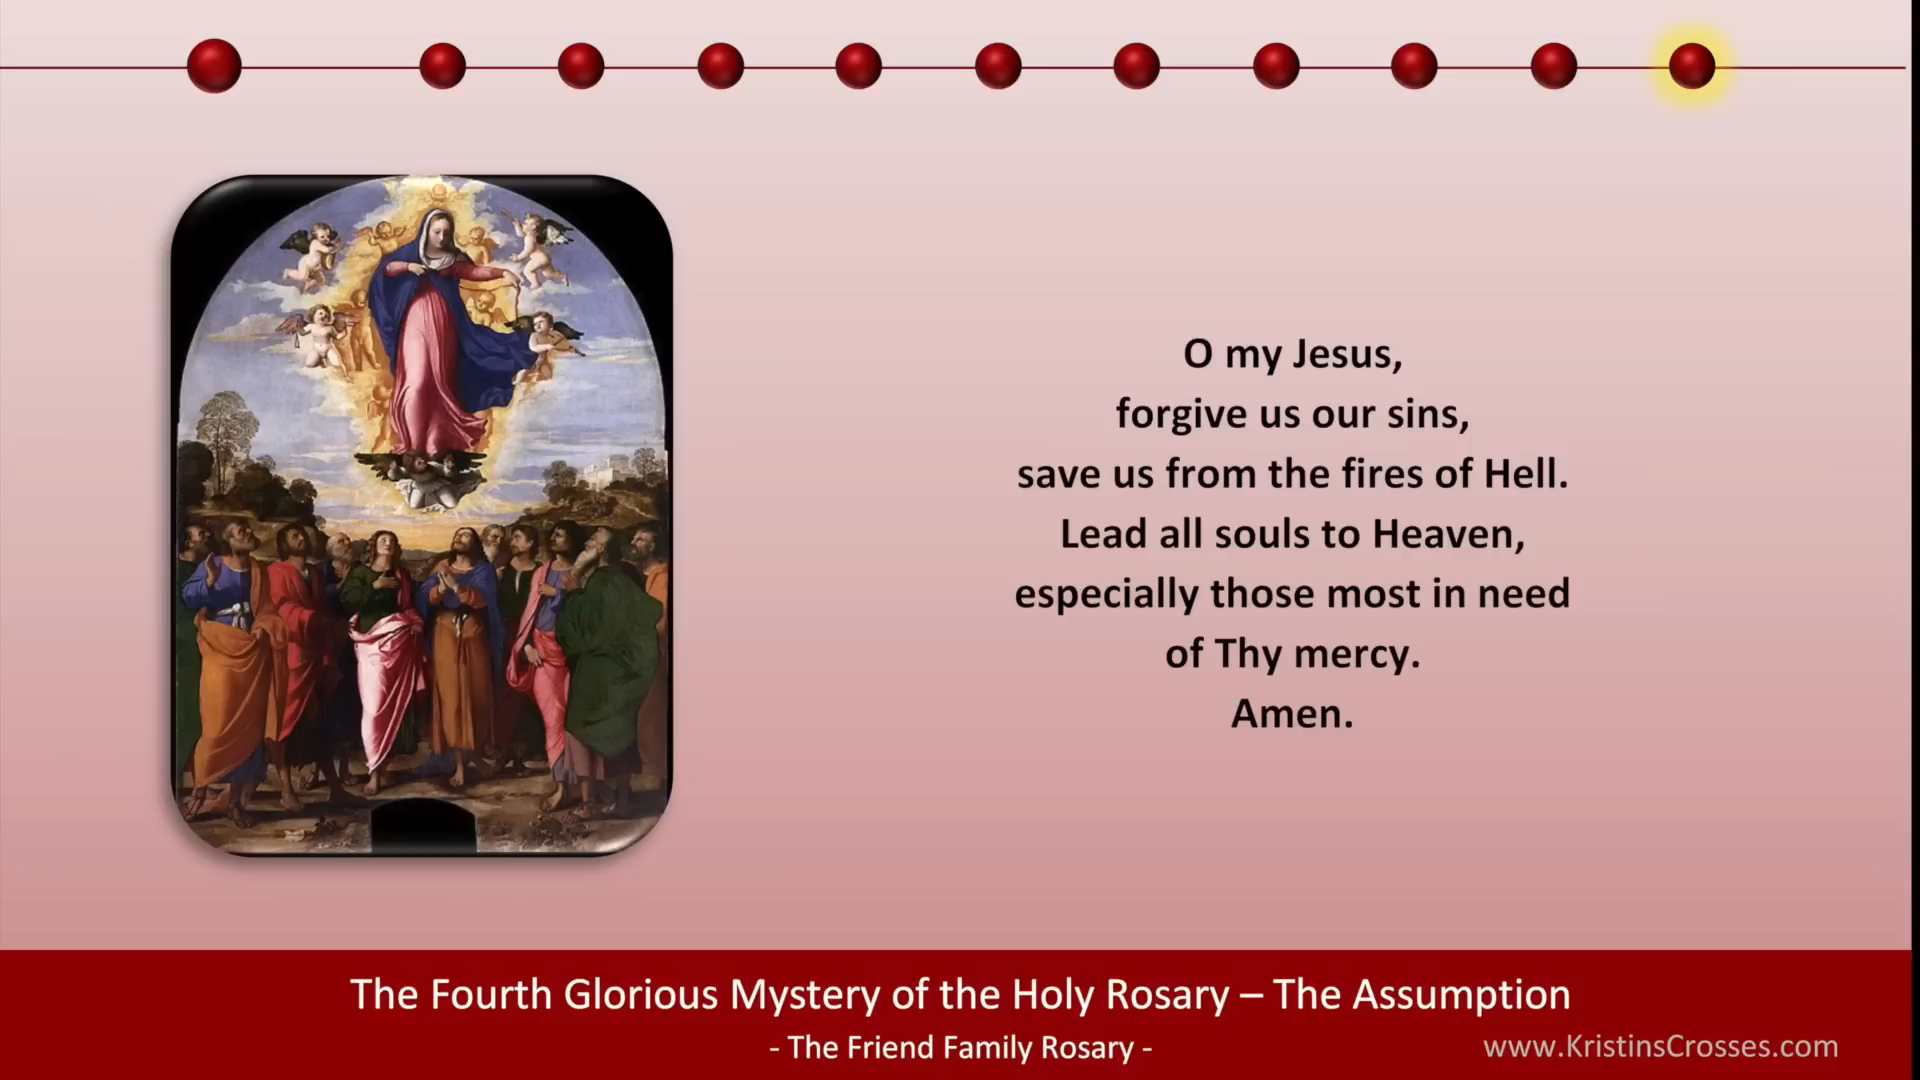 O my Jesus,
forgive us our sins,
save us from the fires of Hell.
Lead all souls to Heaven,
especially those most in need
of Thy mercy.
Amen.
The Fourth Glorious Mystery of the Holy Rosary – The Assumption
- The Friend Family Rosary -
www.KristinsCrosses.com